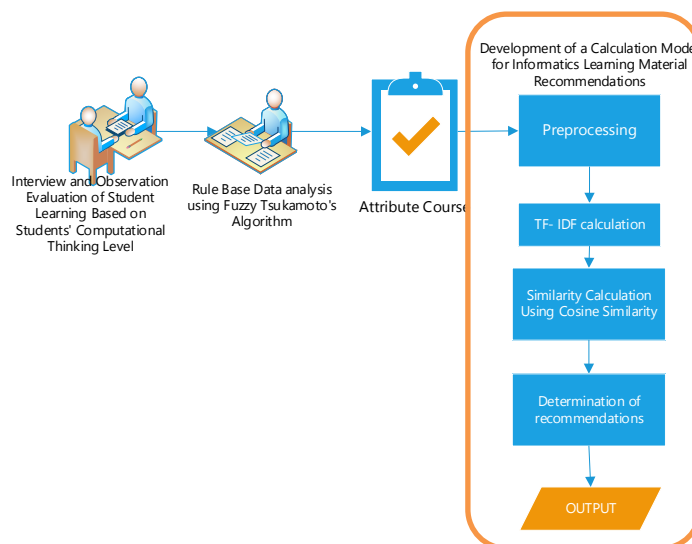 Interview and Observation
Evaluation of Student
Learning Based on
Students' Computational
Thinking Level
Rule Base Data analysis
using Fuzzy Tsukamoto's
Algorithm
Attribute Course
Development of a Calculation Mode
for Informatics Learning Material
Recommendations
Preprocessing
TF- IDF calculation
Similarity Calculation
Using Cosine Similarity
Determination of
recommendations
OUTPUT